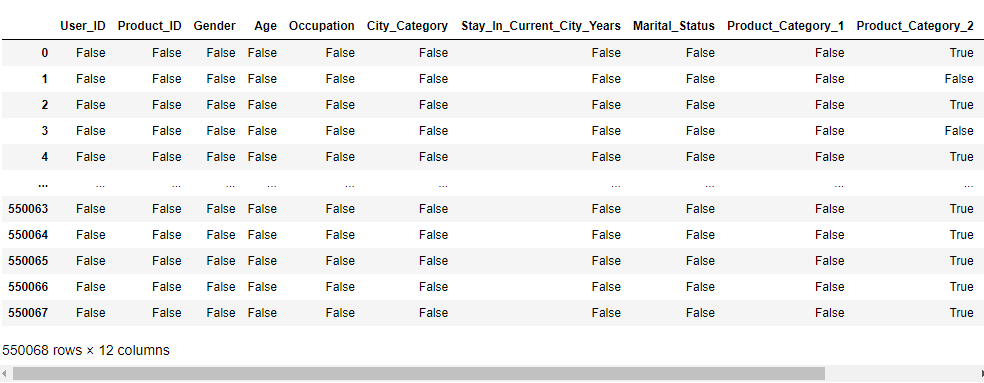 User_ID Product_ID Gender Age Occupation City_Category Stay_In_Current_City_Years Marital_Status Product_Category_1 Product_Category_2
0 False False False False False False False False False True
1 False False False False False False False False False False
2 False False False False False False False False False True
3 False False False False False False False False False False
4 False False False False False False False False False True
... ... ... ... ... ... ... ... ... ... ...
550063 False False False False False False False False False True
550064 False False False False False False False False False True
550065 False False False False False False False False False True
550066 False False False False False False False False False True
550067 False False False False False False False False False True
550068 rows × 12 columns